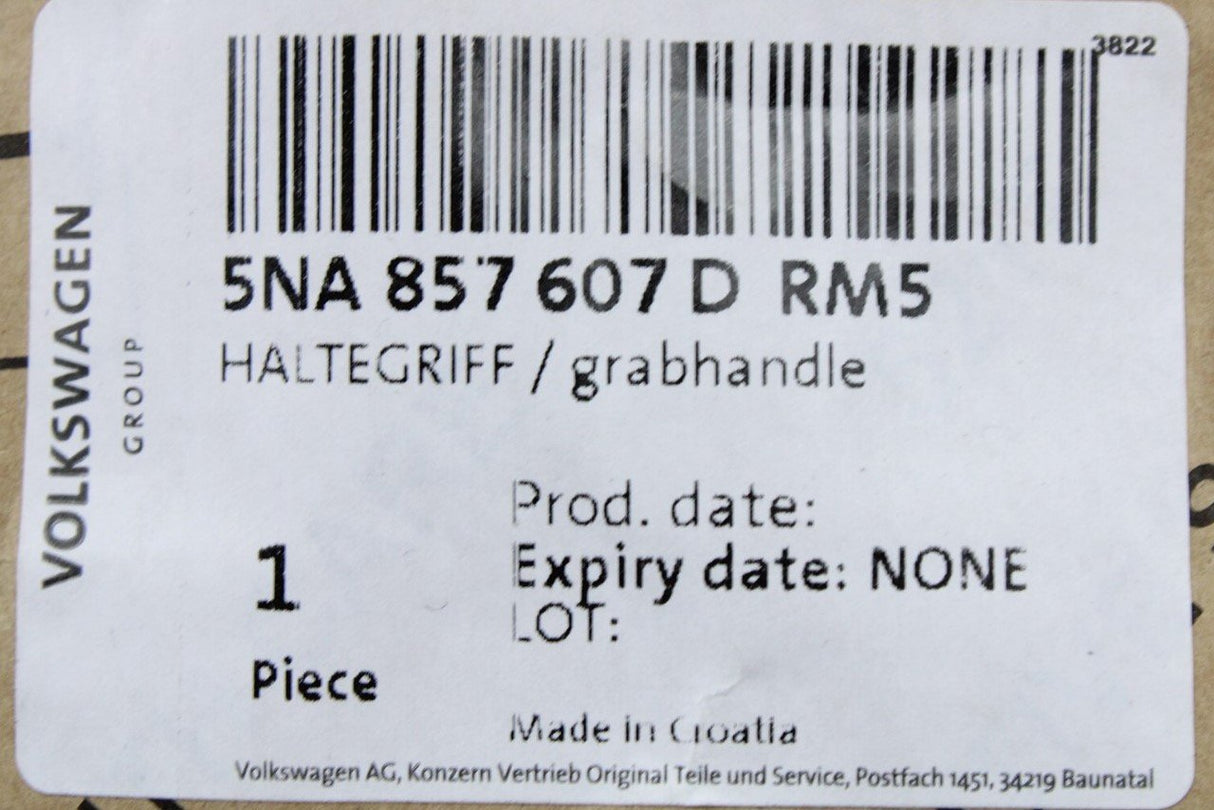 3822
5NA 857 607 D RM5
HALTEGRIFF / grabhandle
VOLKSWAGEN
GROUP
Prod. date:
Expiry date: NONE
LOT:
1
Piece
Made in Croatia
Volkswagen AG, Konzern Vertrieb Original Teile und Service, Postfach 1451, 34219 Baunatal